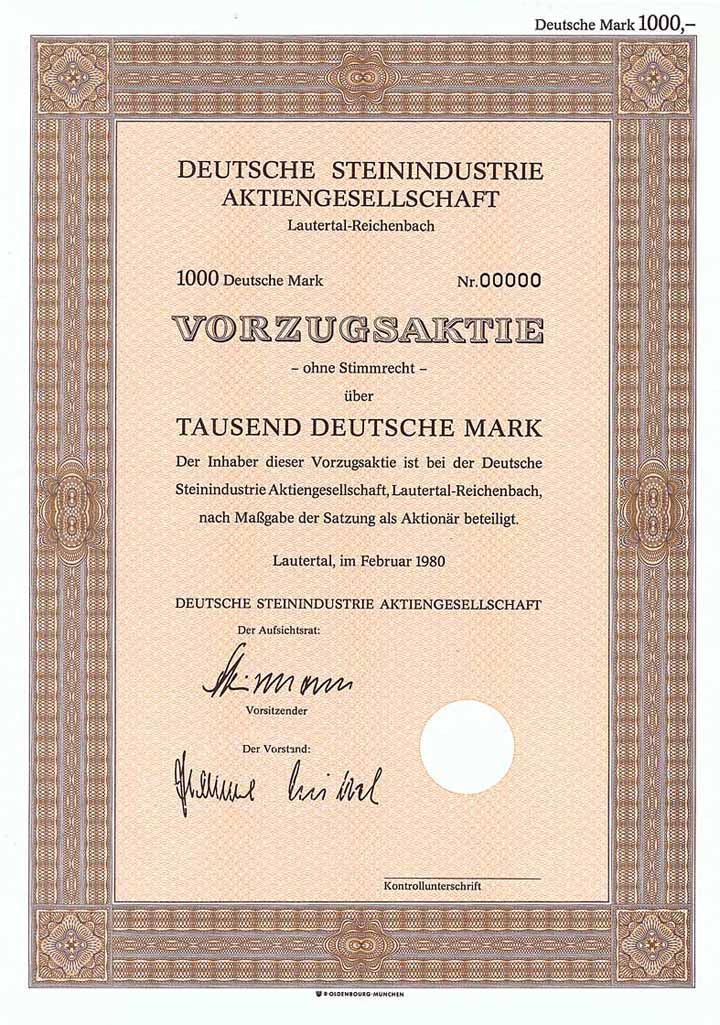 Deutsche Mark 1000,–
DEUTSCHE STEININDUSTRIE
AKTIENGESELLSCHAFT
Lautertal-Reichenbach
1000 Deutsche Mark Nr. 00000
VORZUGSAKTIE
– ohne Stimmrecht –
über
TAUSEND DEUTSCHE MARK
Der Inhaber dieser Vorzugsaktie ist bei der Deutsche
Steinindustrie Aktiengesellschaft, Lautertal-Reichenbach,
nach Maßgabe der Satzung als Aktionär beteiligt.
Lautertal, im Februar 1980
DEUTSCHE STEININDUSTRIE AKTIENGESELLSCHAFT
Der Aufsichtsrat:
Vorsitzender
Der Vorstand:
Kontrollunterschrift
R·OLDENBOURG·MÜNCHEN